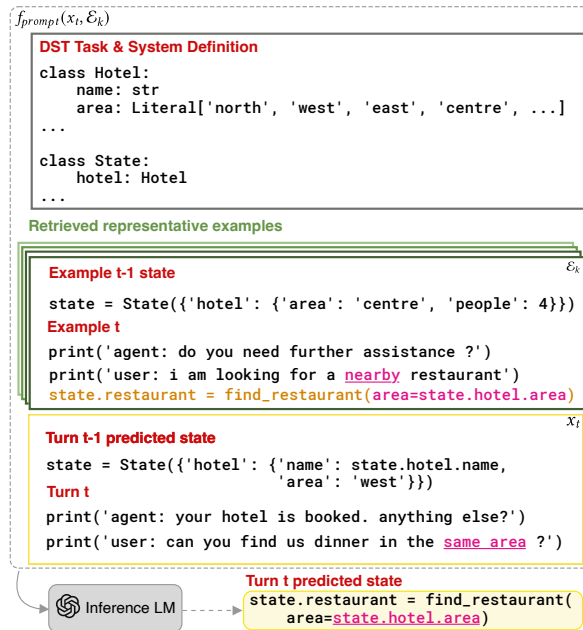 f_prompt(x_t, ℰ_k)
DST Task & System Definition
class Hotel:
    name: str
    area: Literal['north', 'west', 'east', 'centre', ...]
...
class State:
    hotel: Hotel
...
Retrieved representative examples
ℰ_k
Example t-1 state
state = State({'hotel': {'area': 'centre', 'people': 4}})
Example t
print('agent: do you need further assistance ?')
print('user: i am looking for a nearby restaurant')
state.restaurant = find_restaurant(area=state.hotel.area)
x_t
Turn t-1 predicted state
state = State({'hotel': {'name': state.hotel.name,
                         'area': 'west'}})
Turn t
print('agent: your hotel is booked. anything else?')
print('user: can you find us dinner in the same area ?')
Inference LM
Turn t predicted state
state.restaurant = find_restaurant(
    area=state.hotel.area)